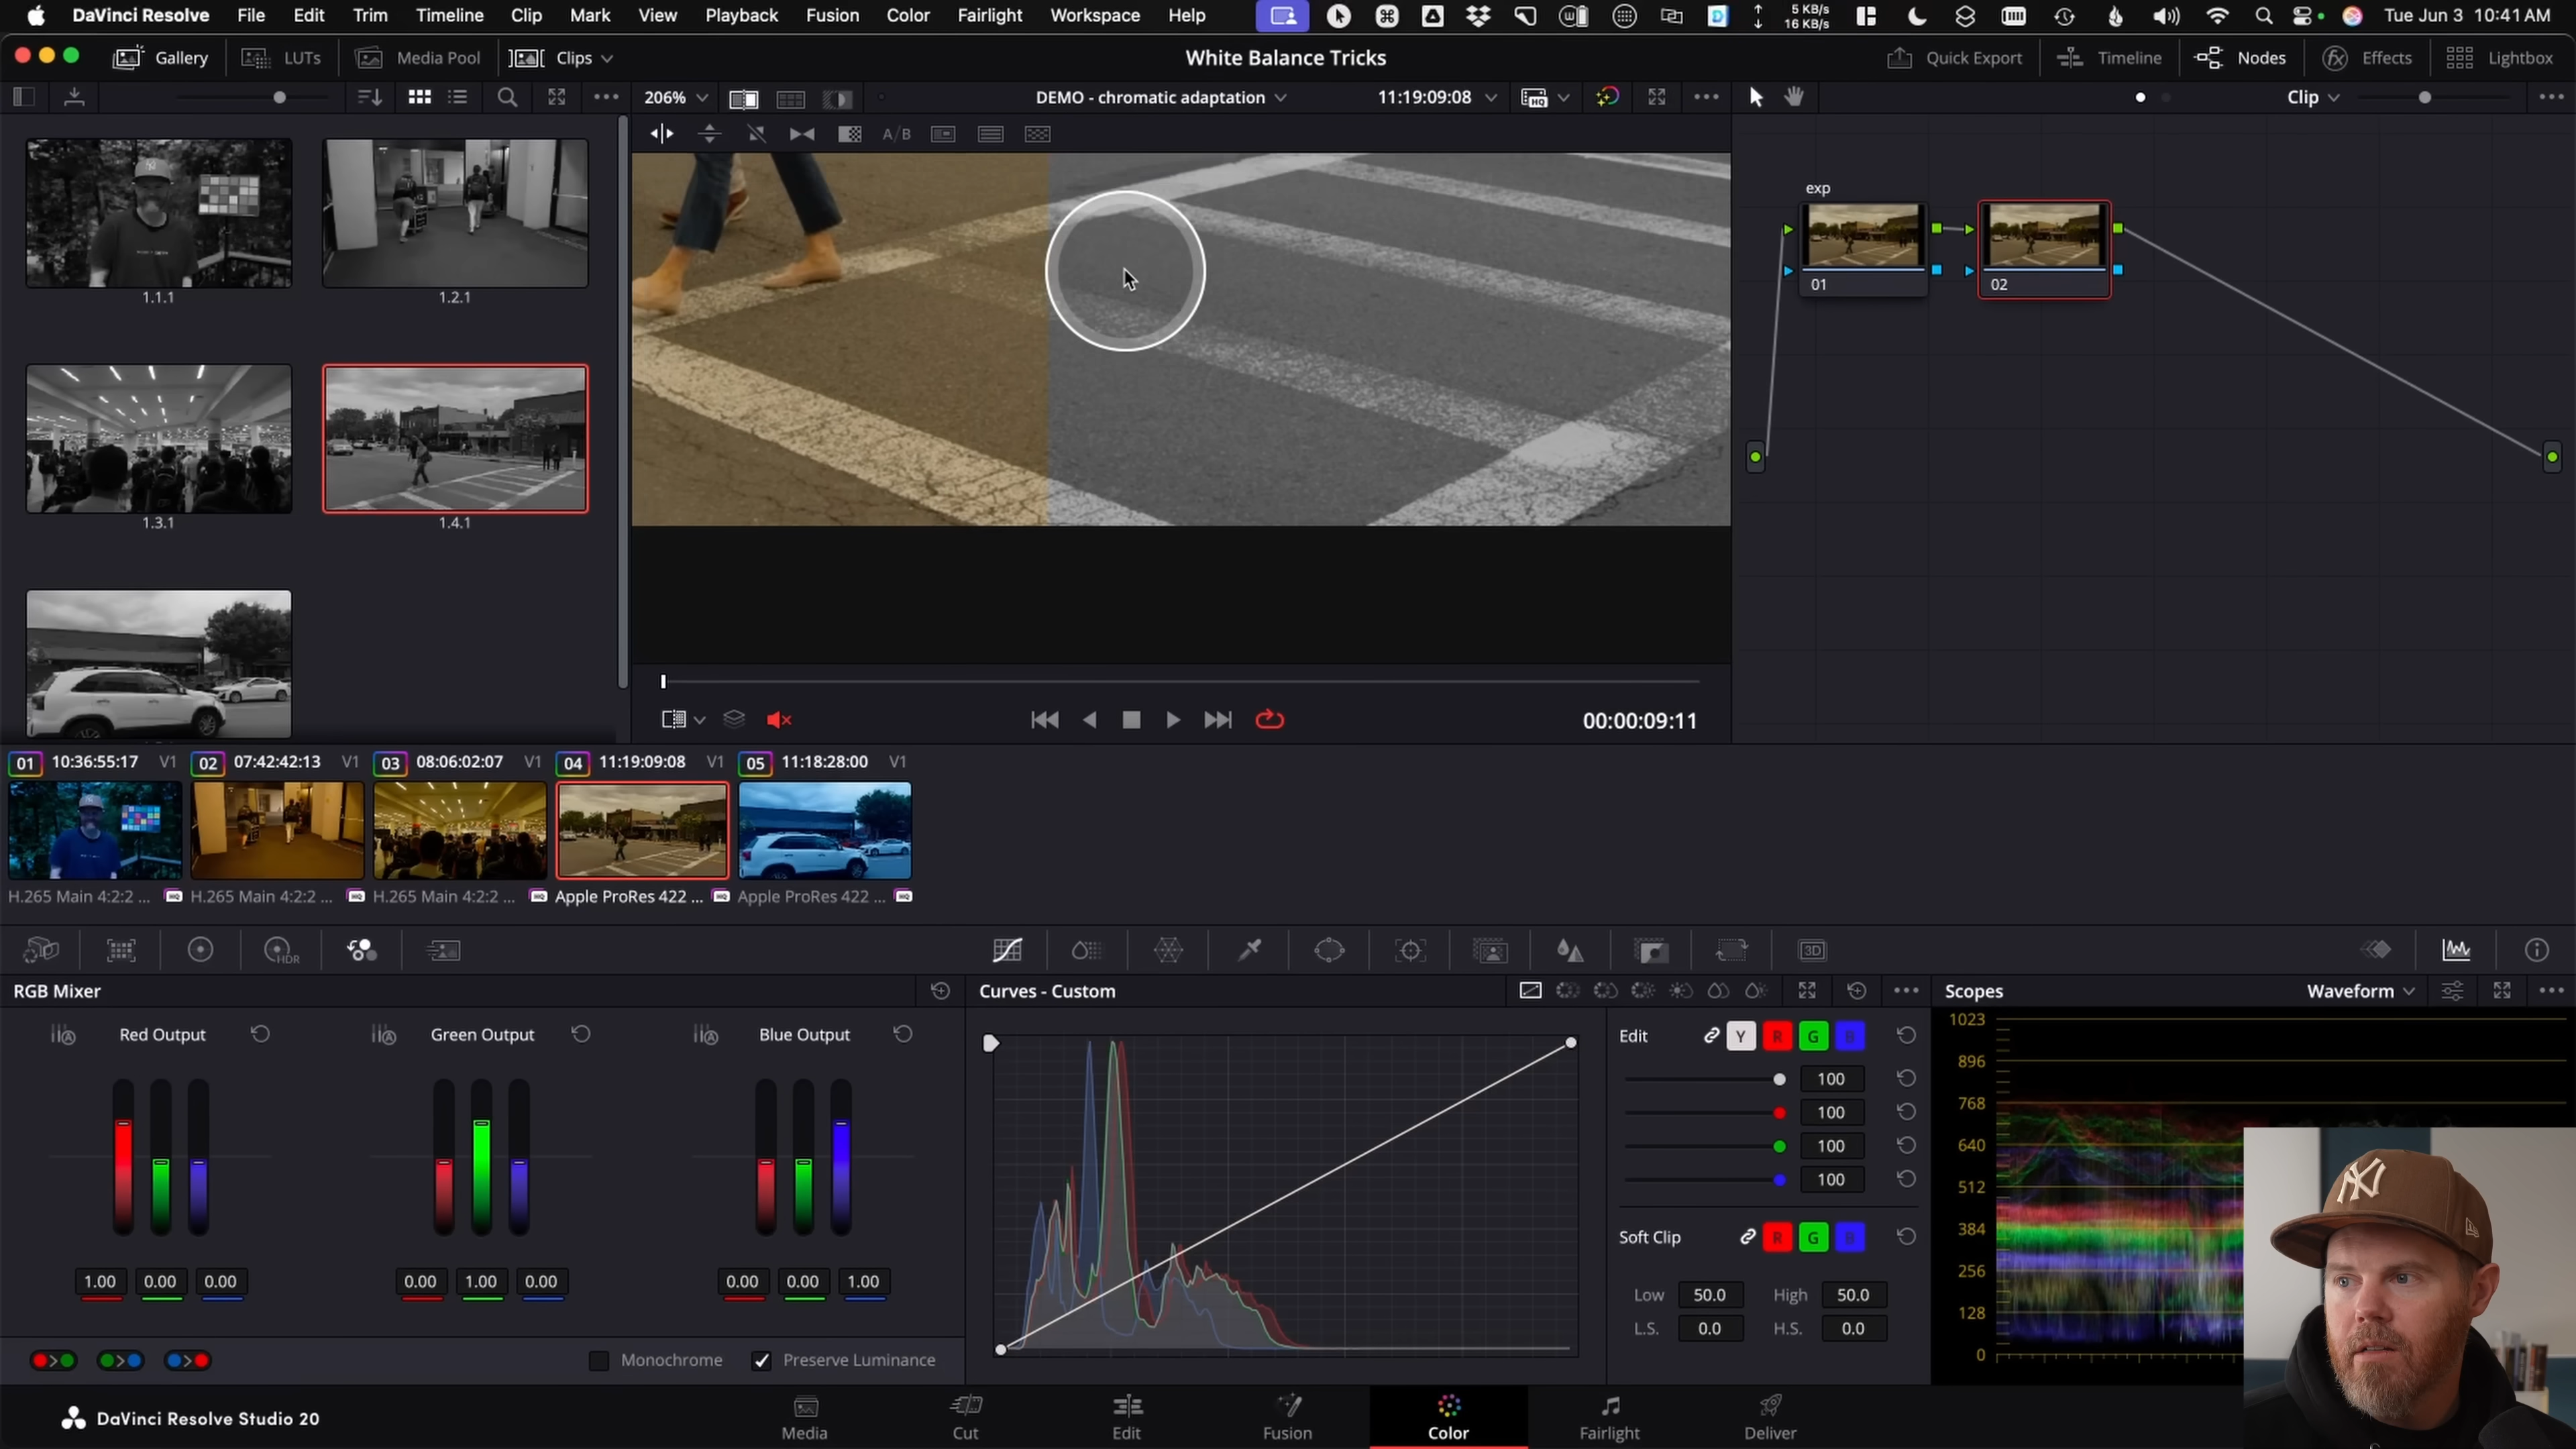 DaVinci Resolve File Edit Trim Timeline Clip Mark View Playback Fusion Color Fairlight Workspace Help
5 KB/s
16 KB/s
Tue Jun 3 10:41 AM
Gallery LUTs Media Pool Clips White Balance Tricks Quick Export Timeline Nodes Effects Lightbox
206% DEMO - chromatic adaptation 11:19:09:08 HQ Clip
A/B
1.1.1 1.2.1
1.3.1 1.4.1
exp
01 02
00:00:09:11
01 10:36:55:17 V1 02 07:42:42:13 V1 03 08:06:02:07 V1 04 11:19:09:08 V1 05 11:18:28:00 V1
H.265 Main 4:2:2 ... HQ H.265 Main 4:2:2 ... HQ H.265 Main 4:2:2 ... HQ Apple ProRes 422 ... HQ Apple ProRes 422 ... HQ
HDR 3D
RGB Mixer Curves - Custom Scopes Waveform
Red Output Green Output Blue Output
1.00 0.00 0.00 0.00 1.00 0.00 0.00 0.00 1.00
Monochrome Preserve Luminance
Edit Y R G B
100
100
100
100
Soft Clip R G B
Low 50.0 High 50.0
L.S. 0.0 H.S. 0.0
1023
896
768
640
512
384
256
128
0
NY
DaVinci Resolve Studio 20
Media Cut Edit Fusion Color Fairlight Deliver